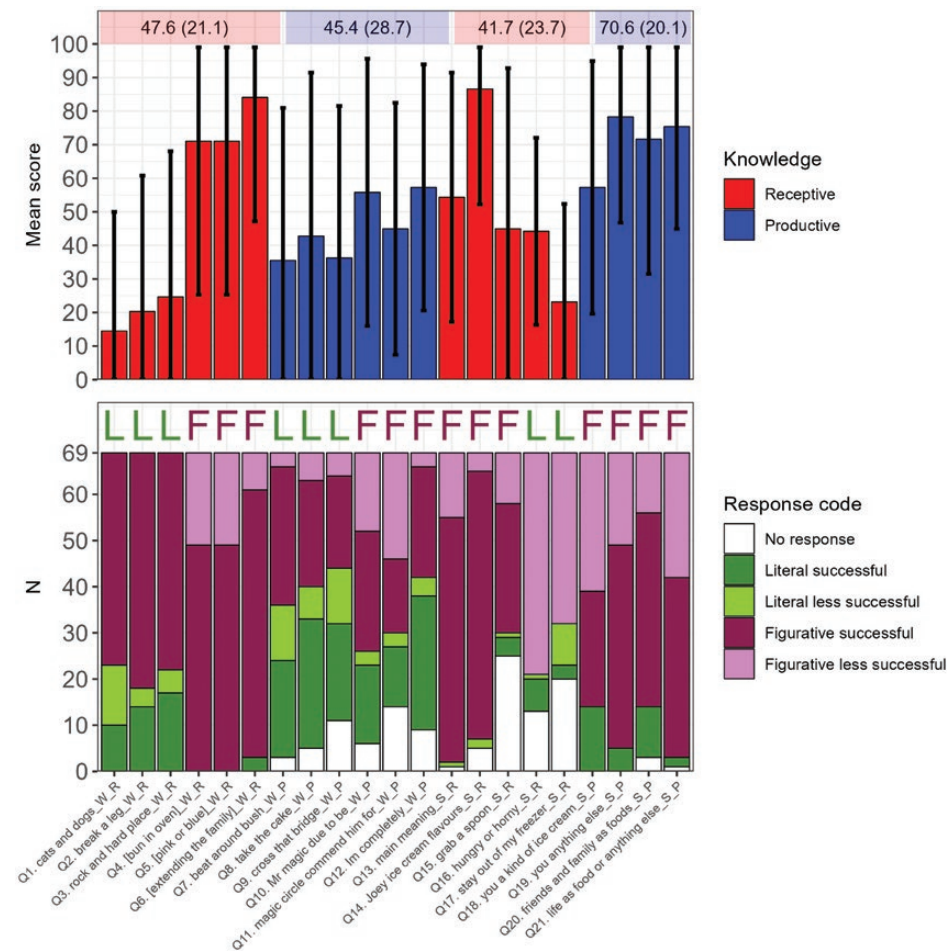 47.6 (21.1) 45.4 (28.7) 41.7 (23.7) 70.6 (20.1)
100
90
80
70
60
50
40
30
20
10
0
Mean score
Knowledge
Receptive
Productive
L L L F F F L L L F F F F F F L L F F F F
69
60
50
40
30
20
10
0
N
Response code
No response
Literal successful
Literal less successful
Figurative successful
Figurative less successful
Q1. cats and dogs_W_R
Q2. break a leg_W_R
Q3. rock and hard place_W_R
Q4. [bun in oven]_W_R
Q5. [pink or blue]_W_R
Q6. [extending the family]_W_R
Q7. beat around bush_W_P
Q8. take the cake_W_P
Q9. cross that bridge_W_P
Q10. Mr magic due to be_W_P
Q11. magic circle commend him for_W_P
Q12. Im completely_W_P
Q13. main meaning_S_R
Q14. Joey ice cream flavours_S_R
Q15. grab a spoon_S_R
Q16. hungry or horny_S_R
Q17. stay out of my freezer_S_R
Q18. you a kind of ice cream_S_P
Q19. you anything else_S_P
Q20. friends and family as foods_S_P
Q21. life as food or anything else_S_P